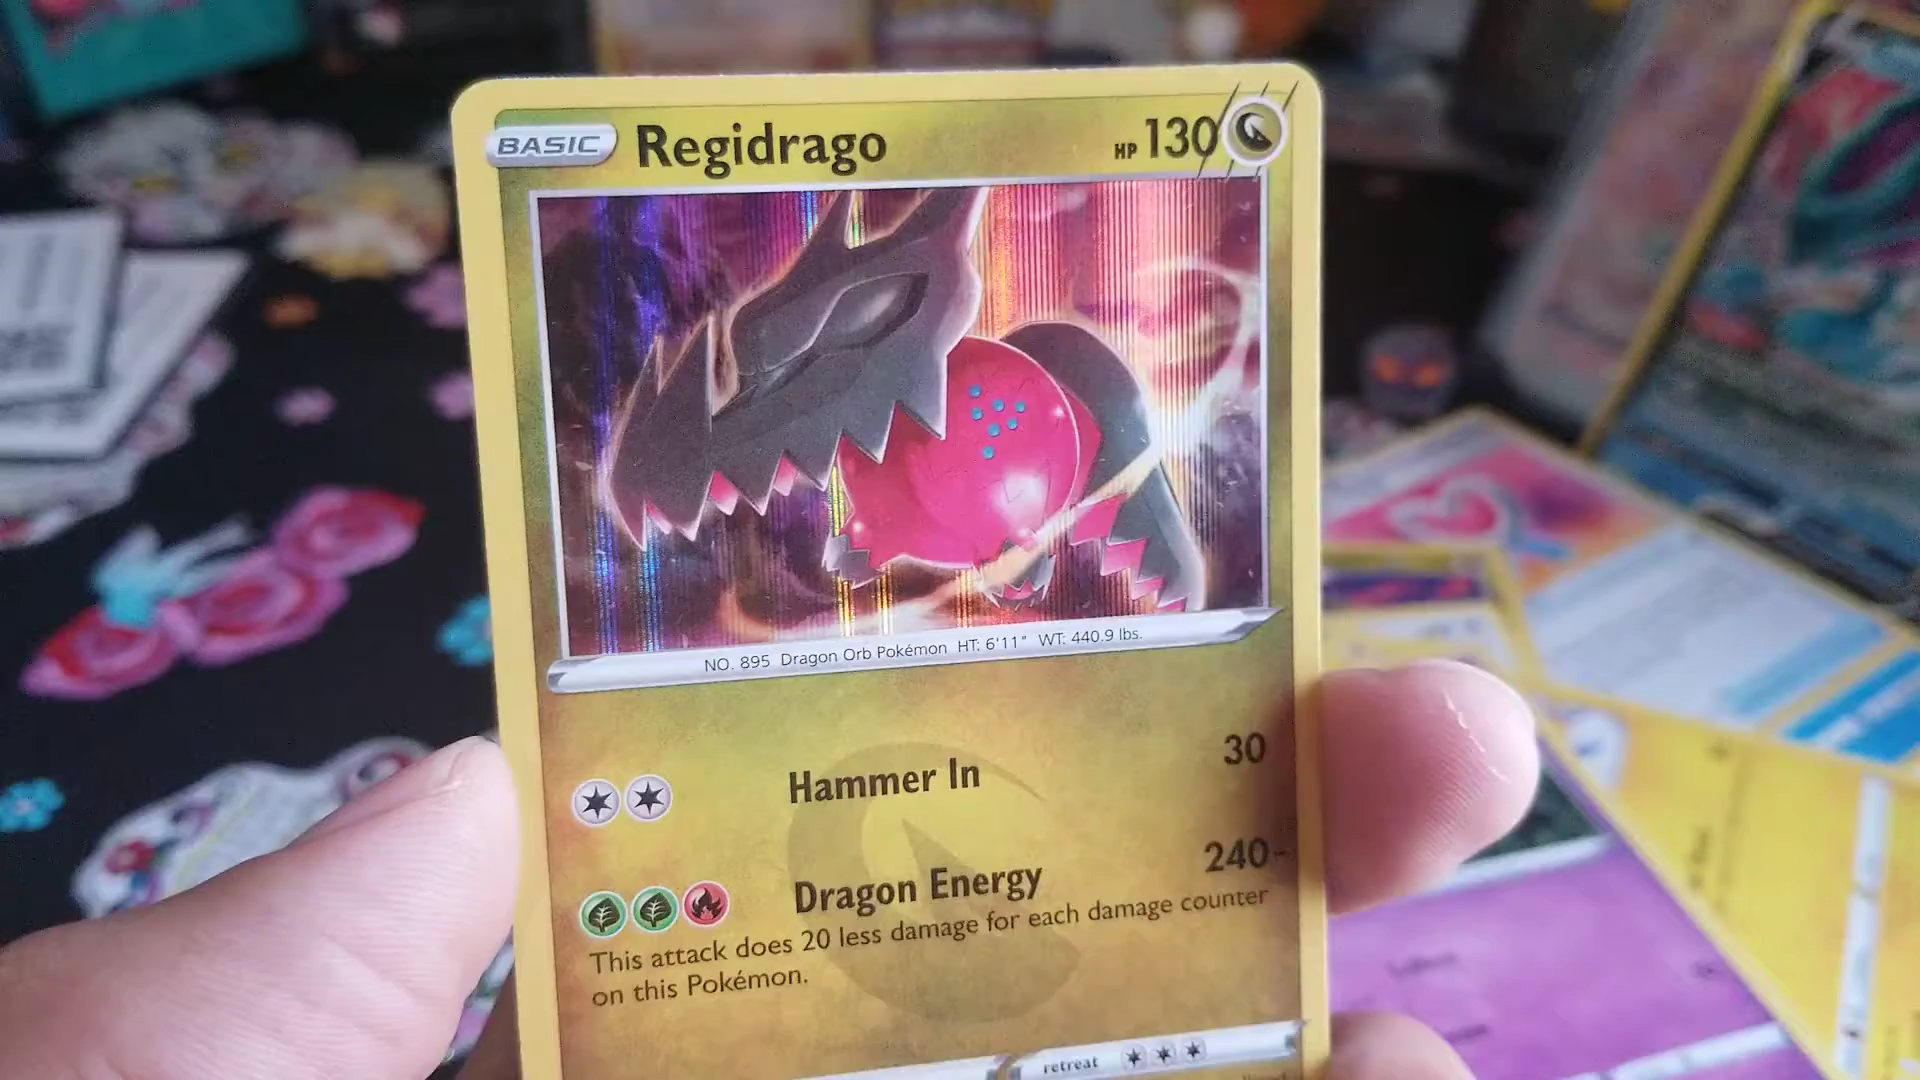 BASIC Regidrago HP 130
NO. 895 Dragon Orb Pokémon HT: 6'11" WT: 440.9 lbs.
Hammer In 30
Dragon Energy 240-
This attack does 20 less damage for each damage counter
on this Pokémon.
retreat